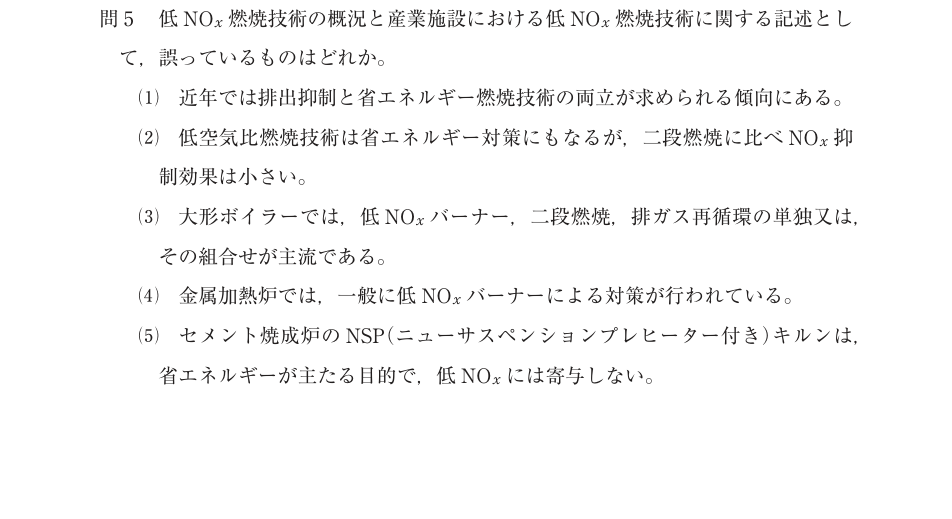 問5 低 NOx 燃焼技術の概況と産業施設における低 NOx 燃焼技術に関する記述とし
て，誤っているものはどれか。
⑴ 近年では排出抑制と省エネルギー燃焼技術の両立が求められる傾向にある。
⑵ 低空気比燃焼技術は省エネルギー対策にもなるが，二段燃焼に比べ NOx 抑
制効果は小さい。
⑶ 大形ボイラーでは，低 NOx バーナー，二段燃焼，排ガス再循環の単独又は，
その組合せが主流である。
⑷ 金属加熱炉では，一般に低 NOx バーナーによる対策が行われている。
⑸ セメント焼成炉の NSP(ニューサスペンションプレヒーター付き)キルンは，
省エネルギーが主たる目的で，低 NOx には寄与しない。